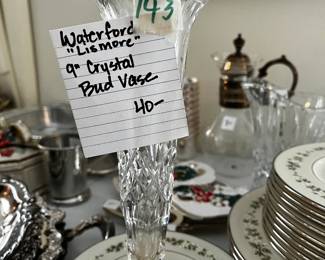 143
Waterford
"Lismore"
9" Crystal
Bud Vase
40-